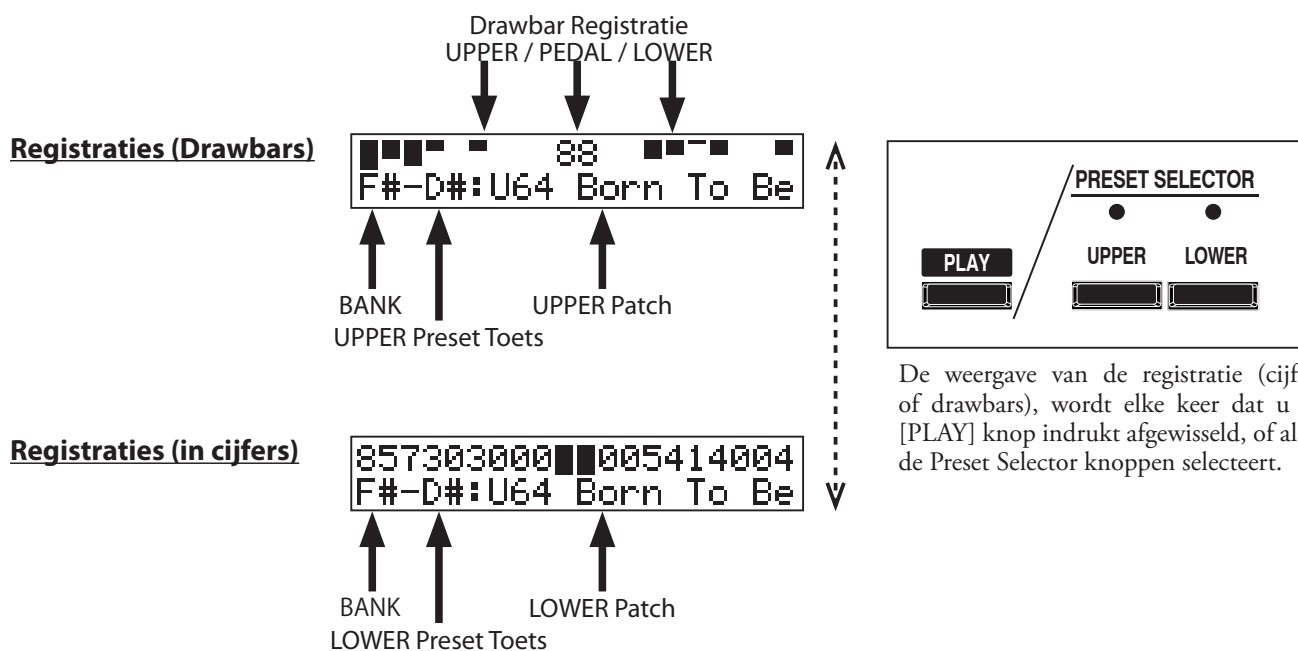 Drawbar Registratie
UPPER / PEDAL / LOWER
Registraties (Drawbars)
88
F#-D#:U64 Born To Be
BANK
UPPER Patch
UPPER Preset Toets
PRESET SELECTOR
PLAY
UPPER
LOWER
De weergave van de registratie
of drawbars), wordt elke keer dat u
[PLAY] knop indrukt afgewisseld, of
de Preset Selector knoppen selecteert.
Registraties (in cijfers)
857303000 005414004
F#-D#:U64 Born To Be
BANK
LOWER Patch
LOWER Preset Toets